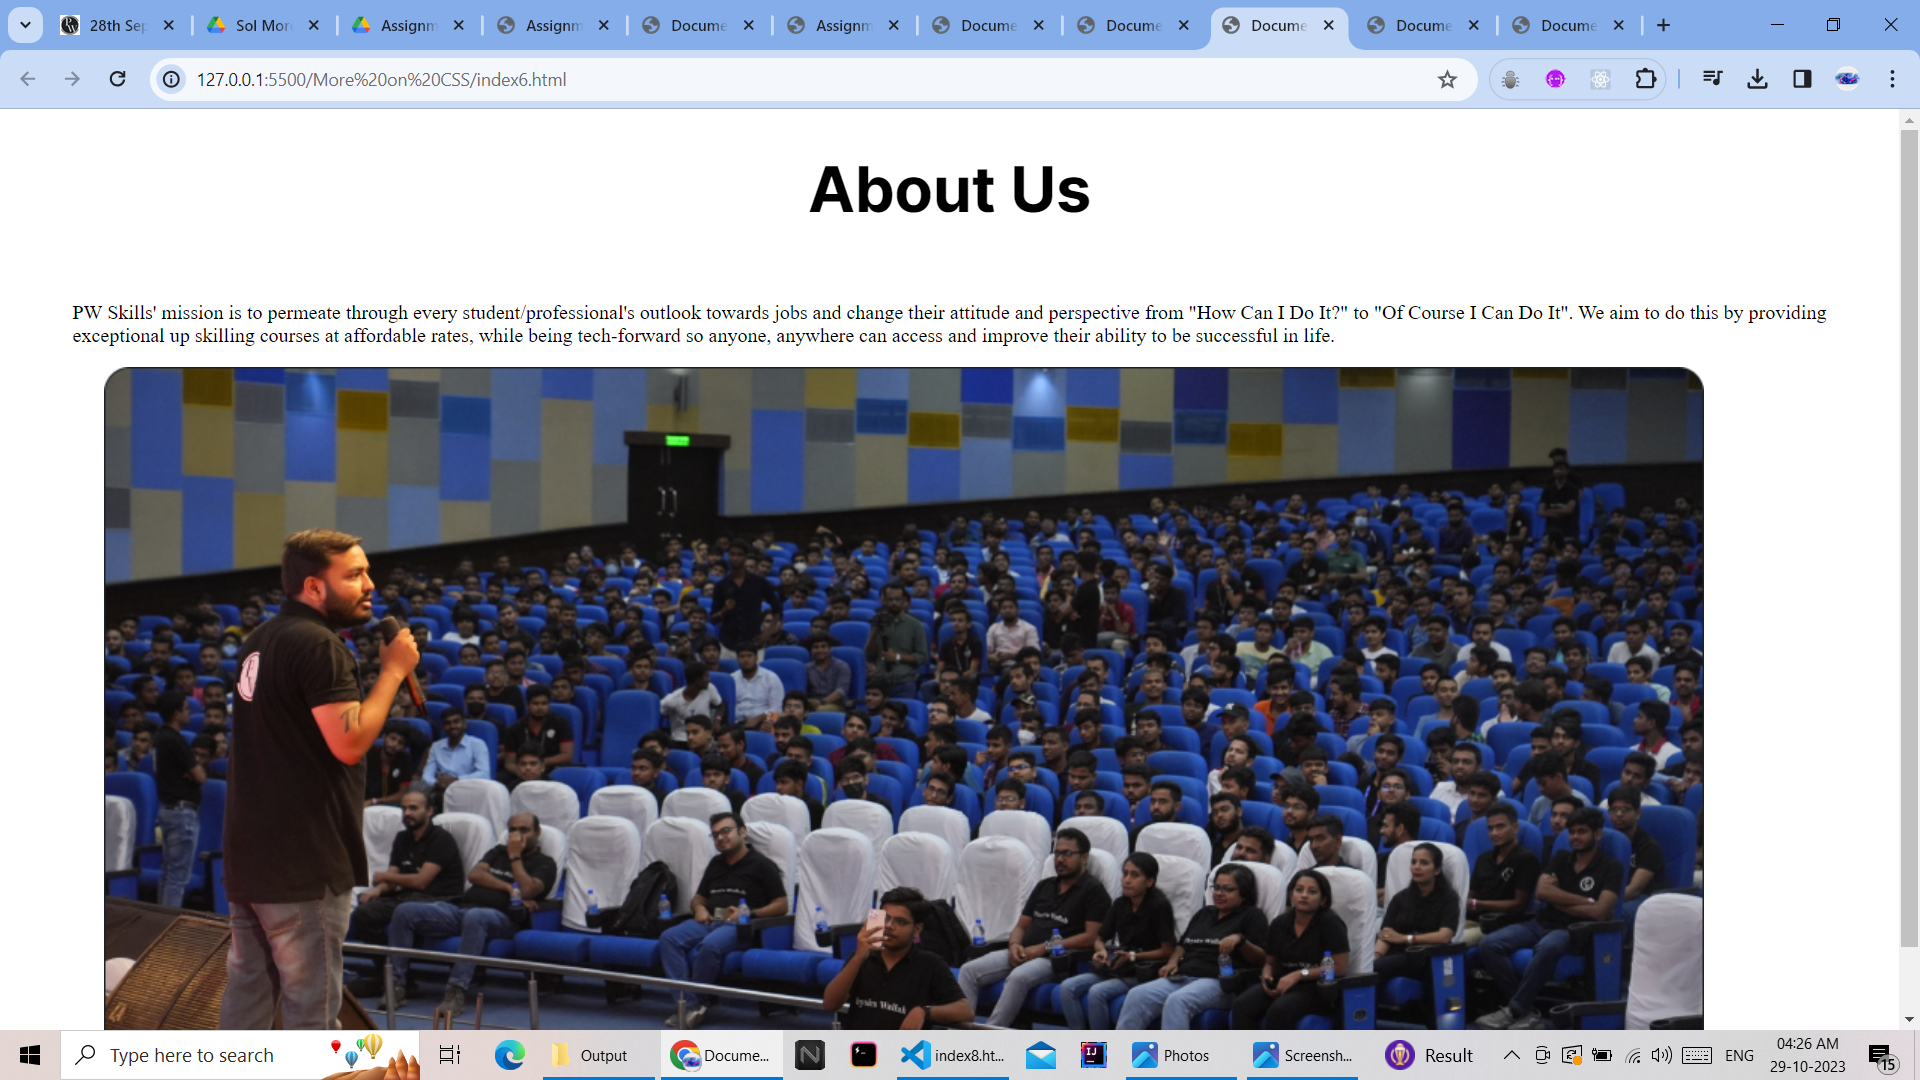 28th Sep
Sol Mor
Assignm
Assignm
Docume
Assignm
Docume
Docume
Docume
Docume
Docume
127.0.0.1:5500/More%20on%20CSS/index6.html
About Us
PW Skills' mission is to permeate through every student/professional's outlook towards jobs and change their attitude and perspective from "How Can I Do It?" to "Of Course I Can Do It". We aim to do this by providing
exceptional up skilling courses at affordable rates, while being tech-forward so anyone, anywhere can access and improve their ability to be successful in life.
Physics Wallah
Type here to search
Output
Docume...
index8.ht...
Photos
Screensh...
Result
ENG
04:26 AM
29-10-2023
15